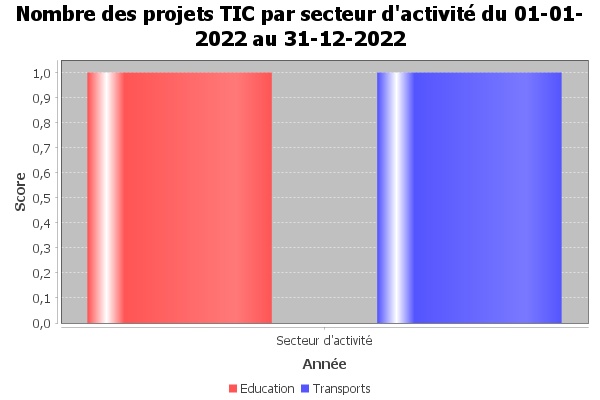 Nombre des projets TIC par secteur d'activité du 01-01-
2022 au 31-12-2022
1,0
0,9
0,8
0,7
0,6
0,5
0,4
0,3
0,2
0,1
0,0
Score
Secteur d'activité
Année
Education Transports